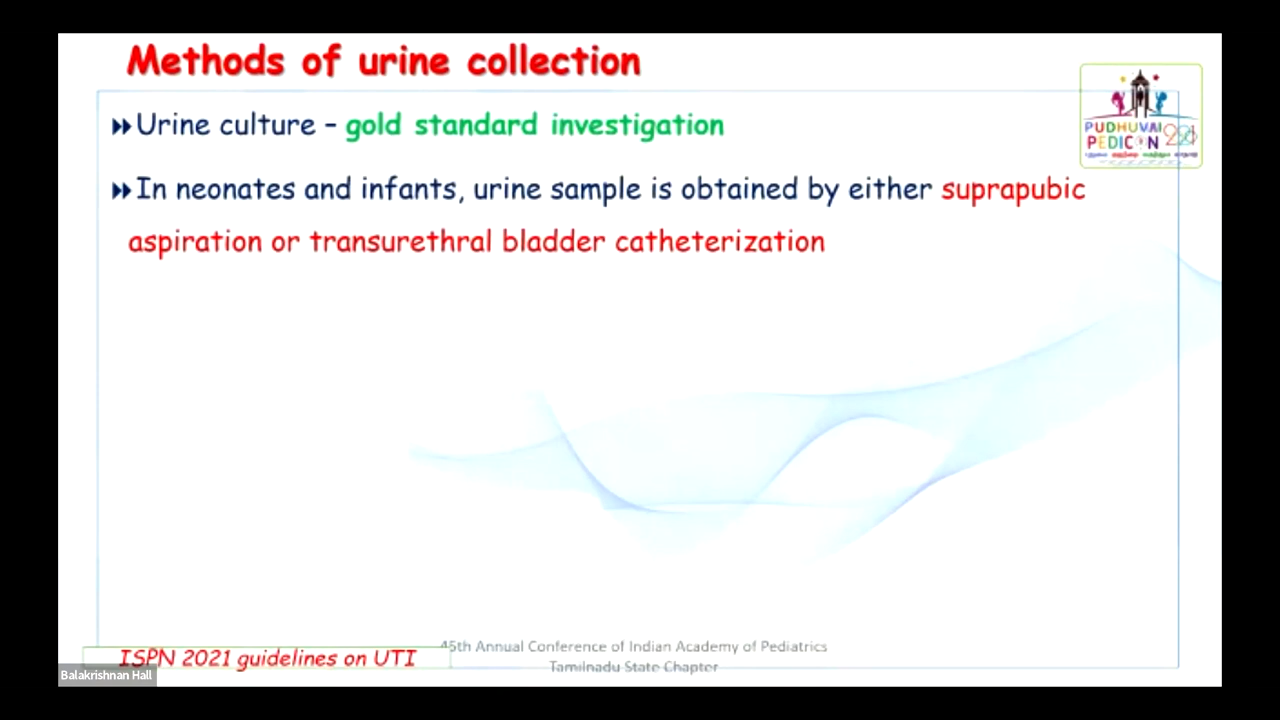 Methods of urine collection
Urine culture – gold standard investigation
In neonates and infants, urine sample is obtained by either suprapubic
aspiration or transurethral bladder catheterization
PUDHUVAI
PEDICON
45th Annual Conference of Indian Academy of Pediatrics
Tamilnadu State Chapter
ISPN 2021 guidelines on UTI
Balakrishnan Hall